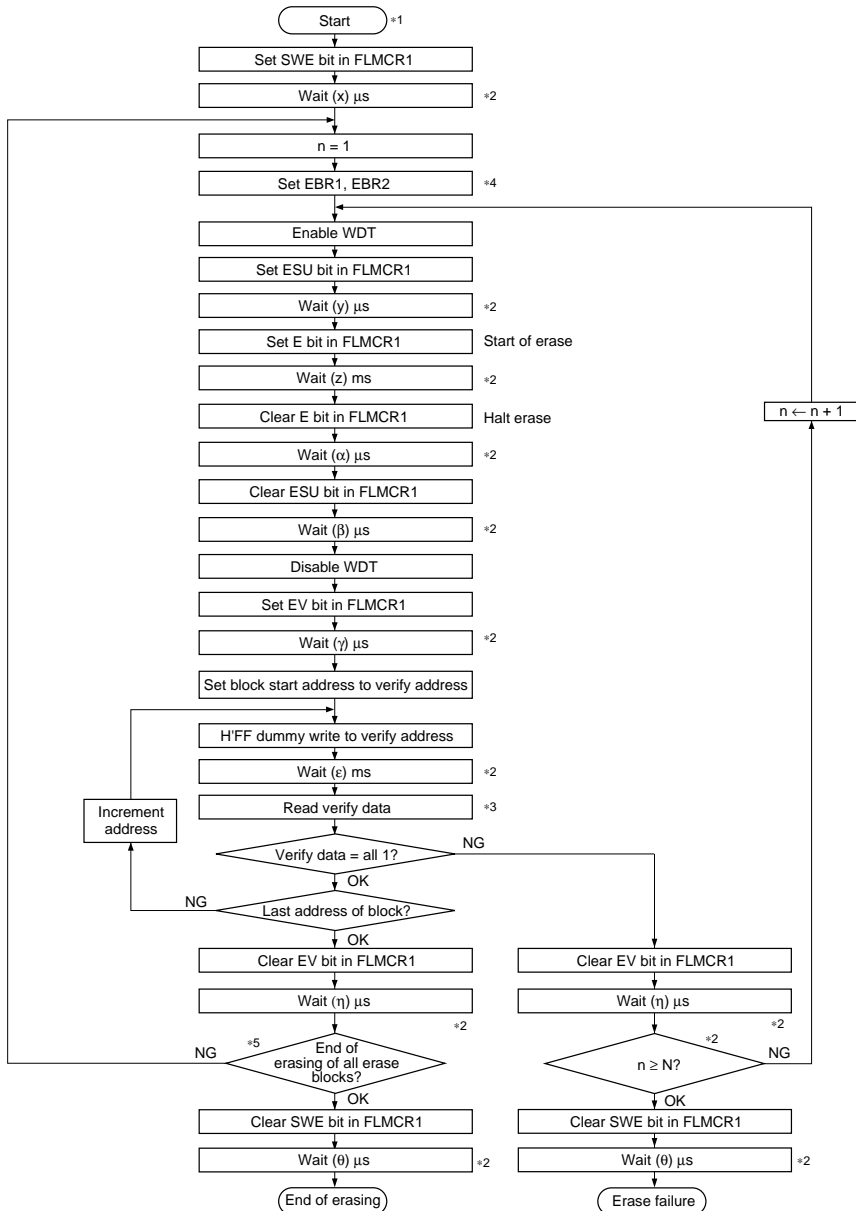 Start *1
Set SWE bit in FLMCR1
Wait (x) μs *2
n = 1
Set EBR1, EBR2 *4
Enable WDT
Set ESU bit in FLMCR1
Wait (y) μs *2
Set E bit in FLMCR1 Start of erase
Wait (z) ms *2
Clear E bit in FLMCR1 Halt erase
n ← n + 1
Wait (α) μs *2
Clear ESU bit in FLMCR1
Wait (β) μs *2
Disable WDT
Set EV bit in FLMCR1
Wait (γ) μs *2
Set block start address to verify address
H'FF dummy write to verify address
Wait (ε) ms *2
Read verify data *3
Increment
address
Verify data = all 1? NG
OK
NG Last address of block?
OK
Clear EV bit in FLMCR1
Wait (η) μs
*2
*5
NG
End of
erasing of all erase
blocks?
OK
Clear SWE bit in FLMCR1
Wait (θ) μs *2
End of erasing
Clear EV bit in FLMCR1
Wait (η) μs
*2
*2
n ≥ N? NG
OK
Clear SWE bit in FLMCR1
Wait (θ) μs *2
Erase failure